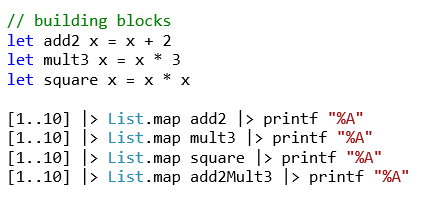 // building blocks
let add2 x = x + 2
let mult3 x = x * 3
let square x = x * x
[1..10] |> List.map add2 |> printf "%A"
[1..10] |> List.map mult3 |> printf "%A"
[1..10] |> List.map square |> printf "%A"
[1..10] |> List.map add2Mult3 |> printf "%A"